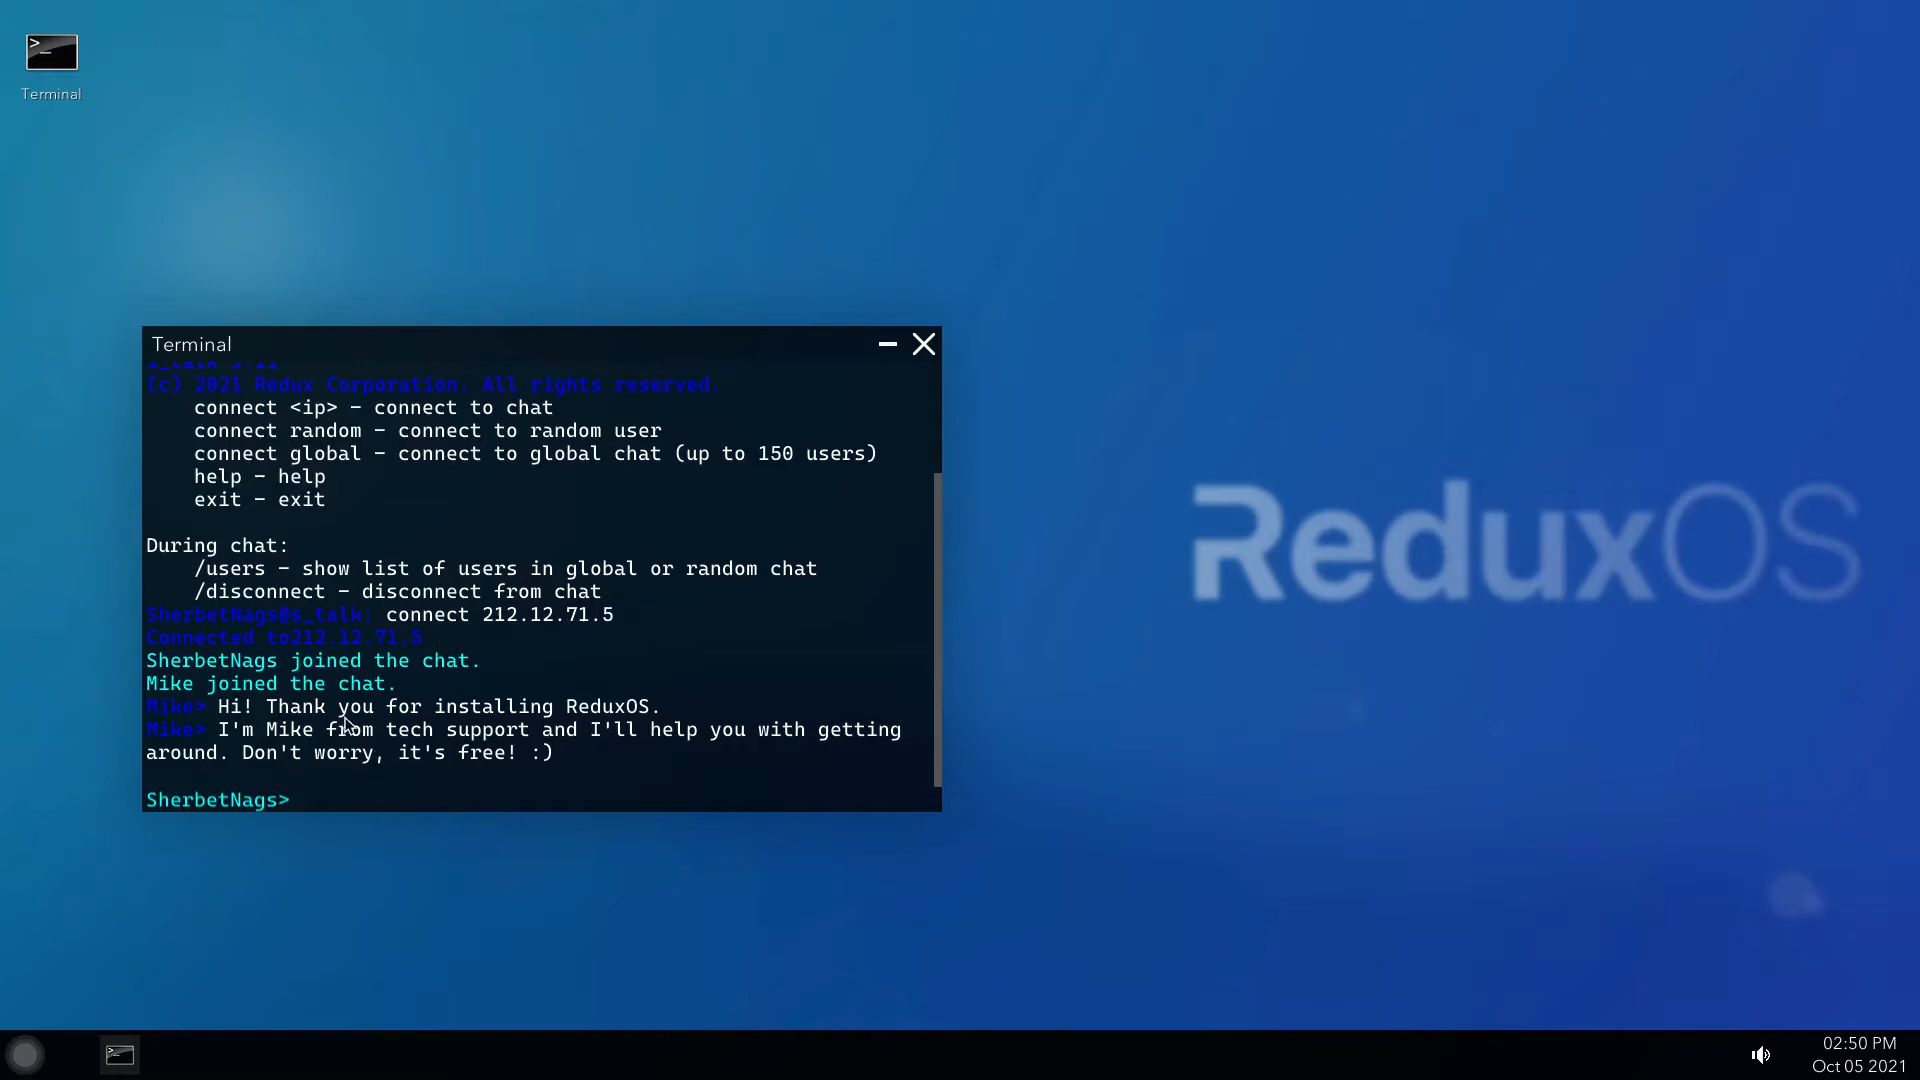 >_
Terminal
Terminal
s_talk 3.11
(c) 2021 Redux Corporation. All rights reserved.
connect <ip> - connect to chat
connect random - connect to random user
connect global - connect to global chat (up to 150 users)
help - help
exit - exit
During chat:
/users - show list of users in global or random chat
/disconnect - disconnect from chat
SherbetNags@s_talk: connect 212.12.71.5
Connected to212.12.71.5
SherbetNags joined the chat.
Mike joined the chat.
Mike> Hi! Thank you for installing ReduxOS.
Mike> I'm Mike from tech support and I'll help you with getting
around. Don't worry, it's free! :)
SherbetNags>
ReduxOS
>_
02:50 PM
Oct 05 2021